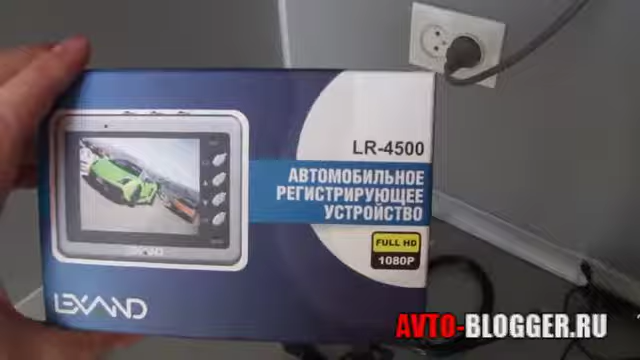 LR-4500
АВТОМОБИЛЬНОЕ
РЕГИСТРИРУЮЩЕЕ
УСТРОЙСТВО
FULL HD
1080P
LEXAND
AVTO-BLOGGER.RU